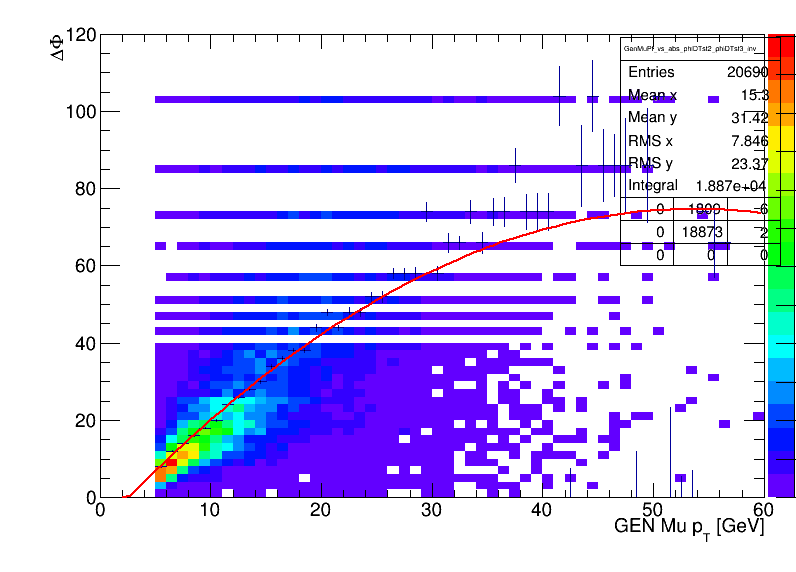 120
ΔΦ
GenMuPt_vs_abs_phiDTst2_phiDTst3_inv
Entries 20690
Mean x 15.3
Mean y 31.42
RMS x 7.846
RMS y 23.37
Integral 1.887e+04
0 1809 6
0 18873 2
0 0 0
100
80
60
40
20
0
0 10 20 30 40 50 60
GEN Mu pT [GeV]